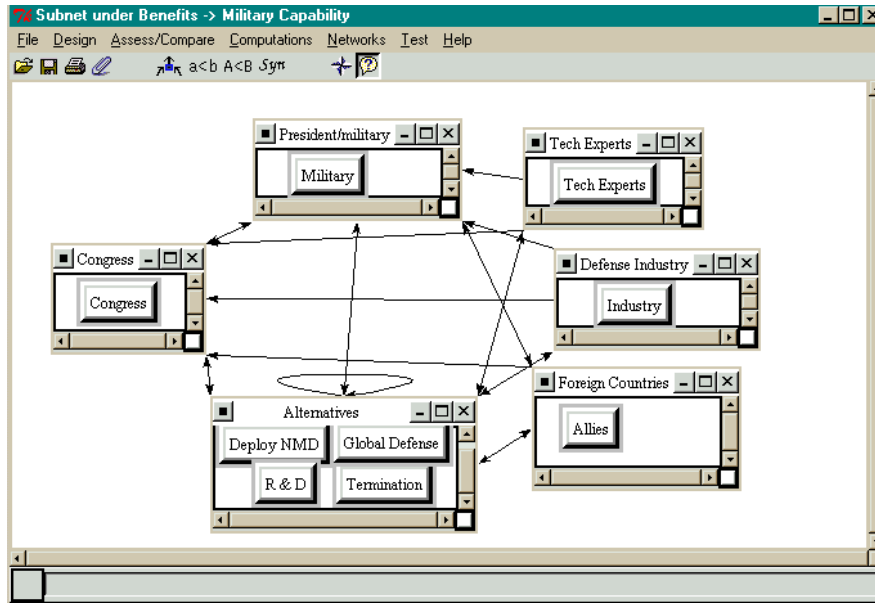 Subnet under Benefits -> Military Capability
File Design Assess/Compare Computations Networks Test Help
a<b A<B Syn
President/military
Military
Tech Experts
Tech Experts
Congress
Congress
Defense Industry
Industry
Foreign Countries
Allies
Alternatives
Deploy NMD Global Defense
R & D Termination